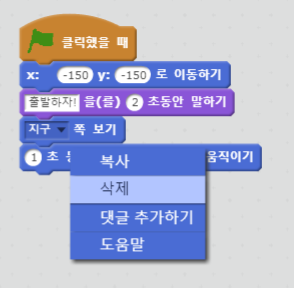 클릭했을 때
x: -150 y: -150 로 이동하기
출발하자! 을(를) 2 초동안 말하기
지구 쪽 보기
1 초 움직이기
복사
삭제
댓글 추가하기
도움말